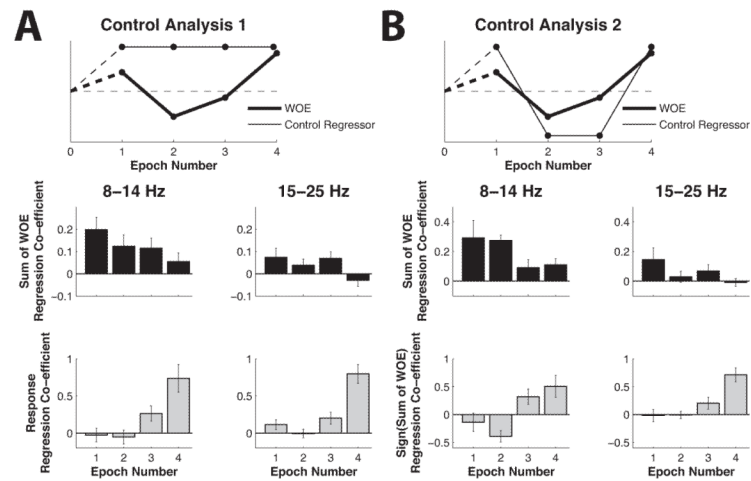 A
Control Analysis 1
WOE
Control Regressor
0 1 2 3 4
Epoch Number
8–14 Hz
15–25 Hz
Sum of WOE
Regression Co–efficient
0.2
0.1
0
−0.1
0.2
0.1
0
−0.1
Response
Regression Co–efficient
1
0.5
0
1
0.5
0
1 2 3 4
Epoch Number
1 2 3 4
Epoch Number
B
Control Analysis 2
WOE
Control Regressor
0 1 2 3 4
Epoch Number
8–14 Hz
15–25 Hz
Sum of WOE
Regression Co–efficient
0.4
0.2
0
0.4
0.2
0
Sign(Sum of WOE)
Regression Co–efficient
1
0.5
0
−0.5
1
0.5
0
−0.5
1 2 3 4
Epoch Number
1 2 3 4
Epoch Number